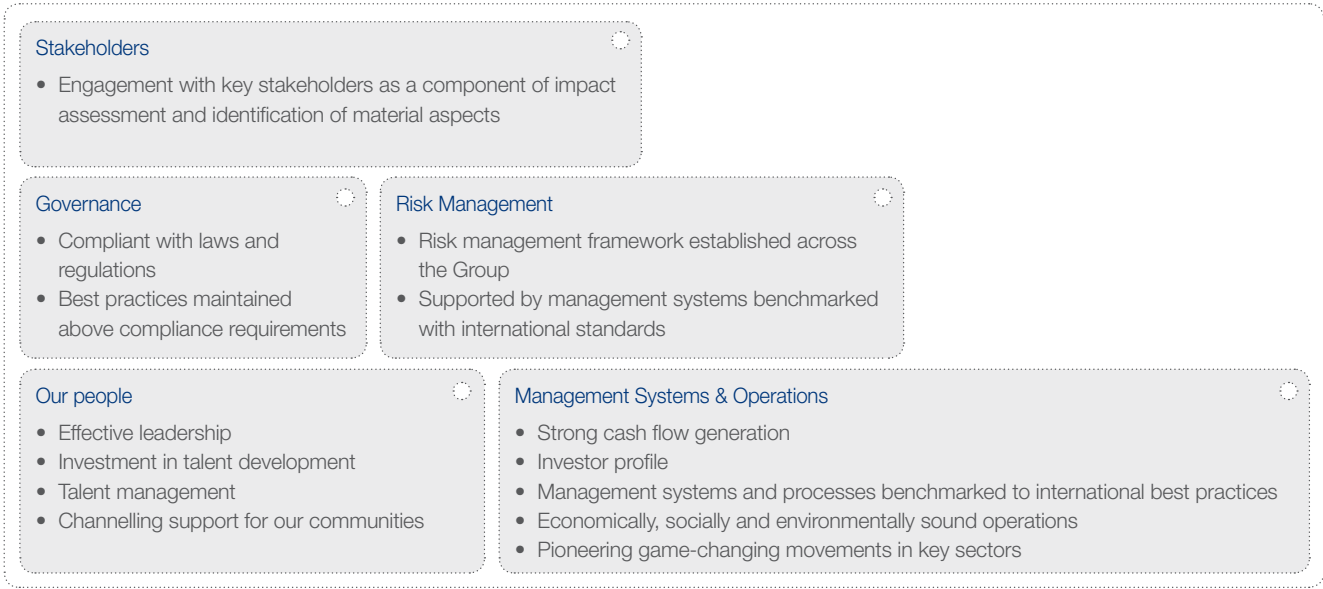 Stakeholders
• Engagement with key stakeholders as a component of impact
assessment and identification of material aspects
Governance
• Compliant with laws and
regulations
• Best practices maintained
above compliance requirements
Risk Management
• Risk management framework established across
the Group
• Supported by management systems benchmarked
with international standards
Our people
• Effective leadership
• Investment in talent development
• Talent management
• Channelling support for our communities
Management Systems & Operations
• Strong cash flow generation
• Investor profile
• Management systems and processes benchmarked to international best practices
• Economically, socially and environmentally sound operations
• Pioneering game-changing movements in key sectors